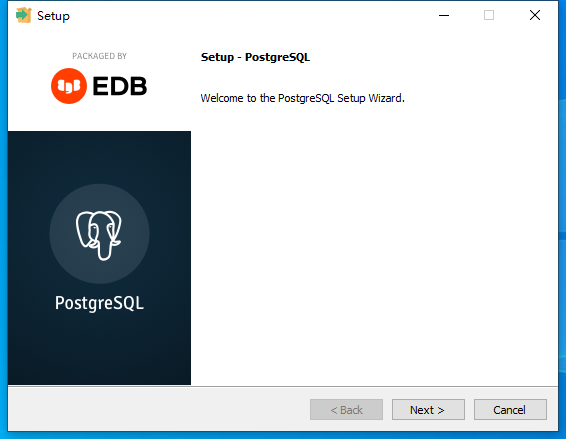 Setup
PACKAGED BY
EDB
Setup - PostgreSQL
Welcome to the PostgreSQL Setup Wizard.
PostgreSQL
< Back
Next >
Cancel